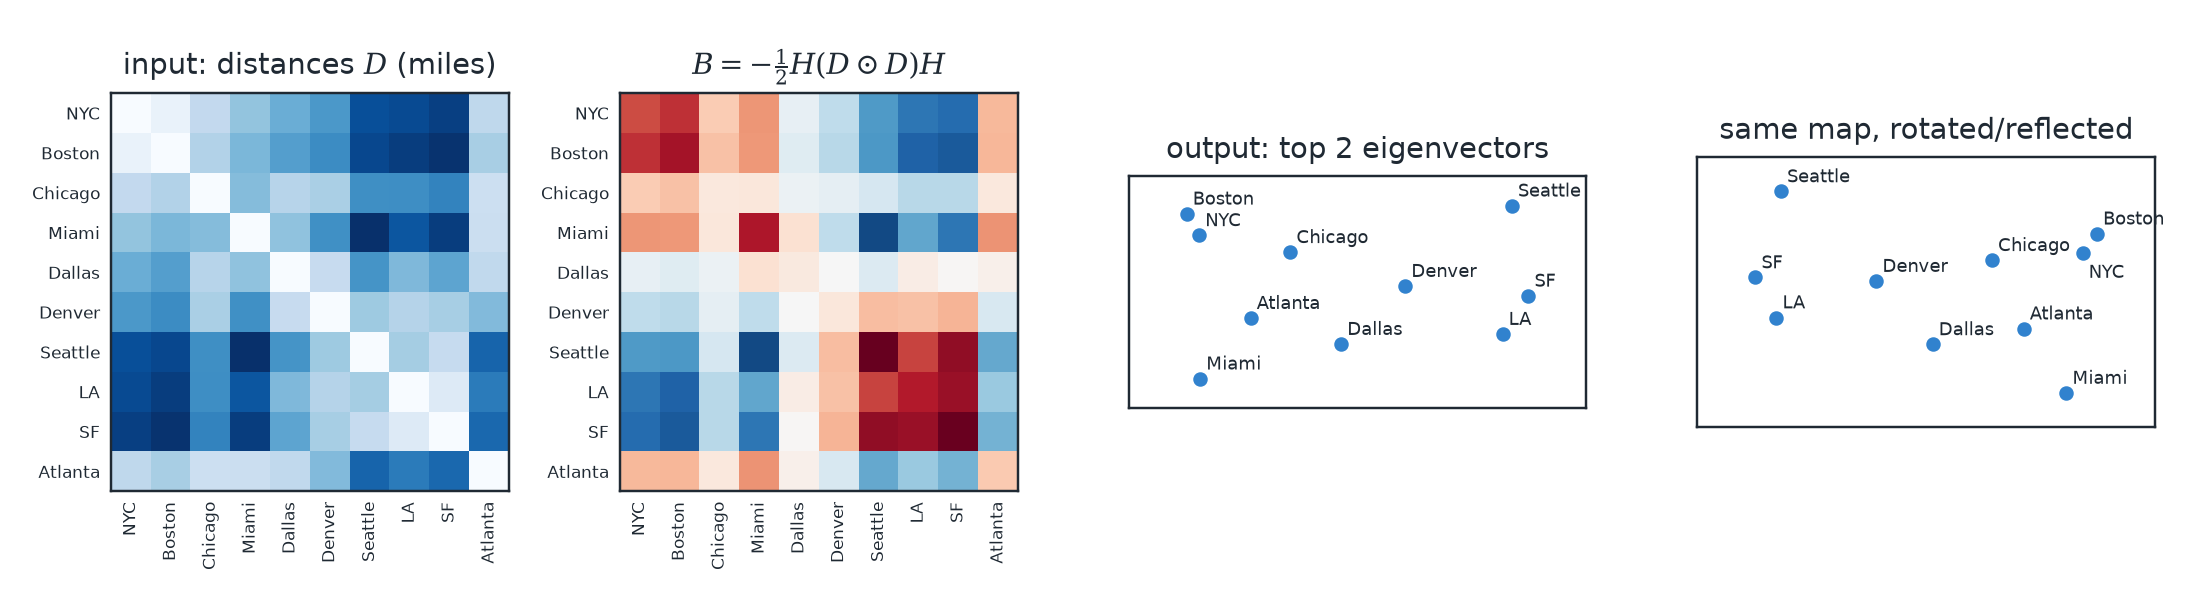 input: distances D (miles)
NYC
Boston
Chicago
Miami
Dallas
Denver
Seattle
LA
SF
Atlanta
NYC
Boston
Chicago
Miami
Dallas
Denver
Seattle
LA
SF
Atlanta
B = −½H(D ⊙ D)H
NYC
Boston
Chicago
Miami
Dallas
Denver
Seattle
LA
SF
Atlanta
NYC
Boston
Chicago
Miami
Dallas
Denver
Seattle
LA
SF
Atlanta
output: top 2 eigenvectors
Seattle
Boston
NYC
Chicago
Denver
SF
Atlanta
LA
Dallas
Miami
same map, rotated/reflected
Seattle
Boston
Chicago
SF
Denver
NYC
LA
Atlanta
Dallas
Miami